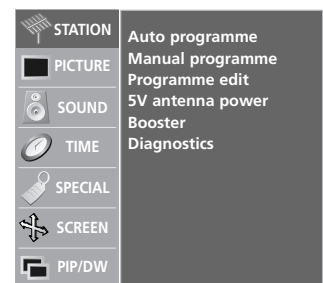 STATION
PICTURE
SOUND
TIME
SPECIAL
SCREEN
PIP/DW
Auto programme
Manual programme
Programme edit
5V antenna power
Booster
Diagnostics